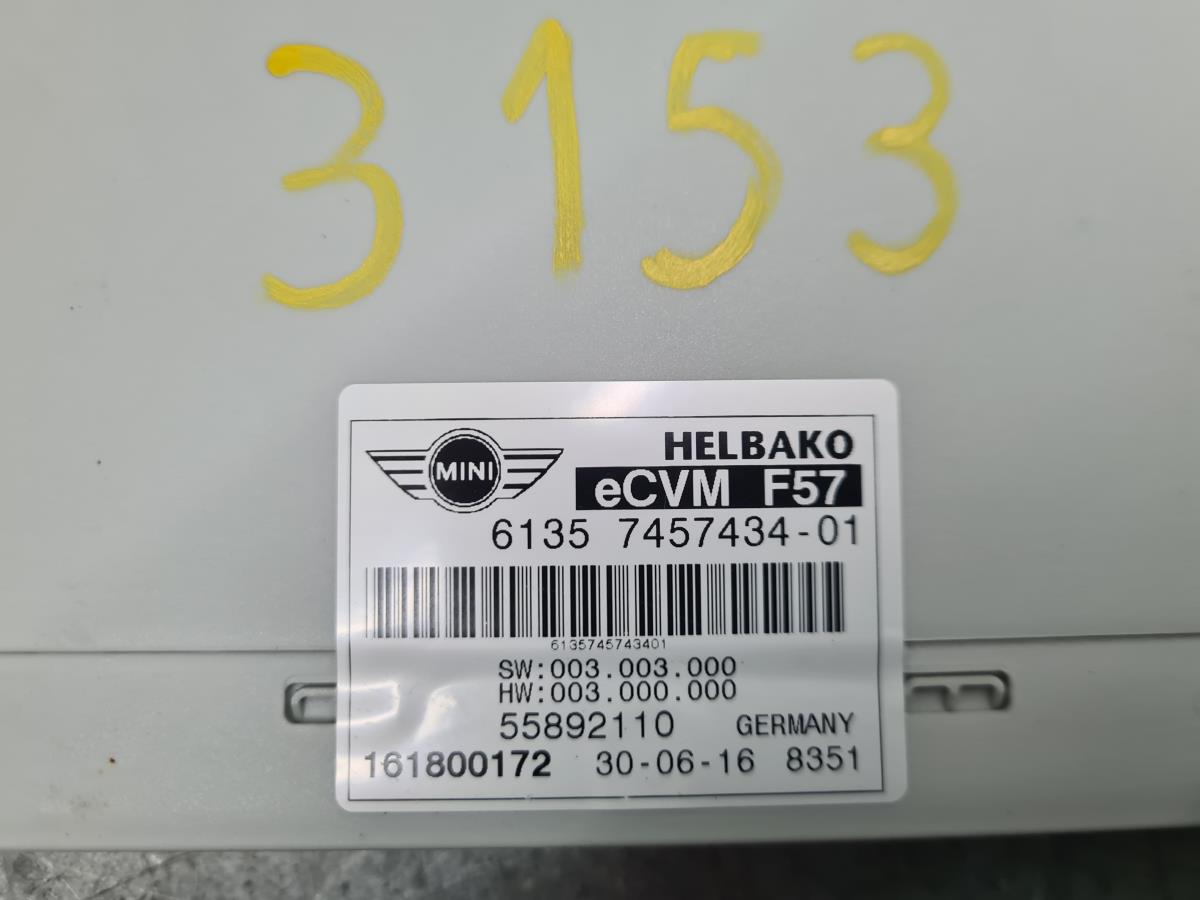 3153
MINI
HELBAKO
eCVM F57
6135 7457434-01
6135745743401
SW:003.003.000
HW:003.000.000
55892110 GERMANY
161800172 30-06-16 8351